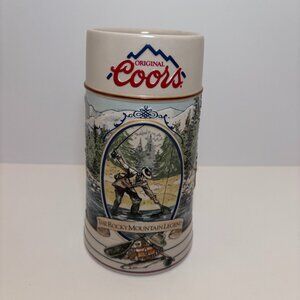 ORIGINAL
Coors
THE ROCKY MOUNTAIN LEGEND